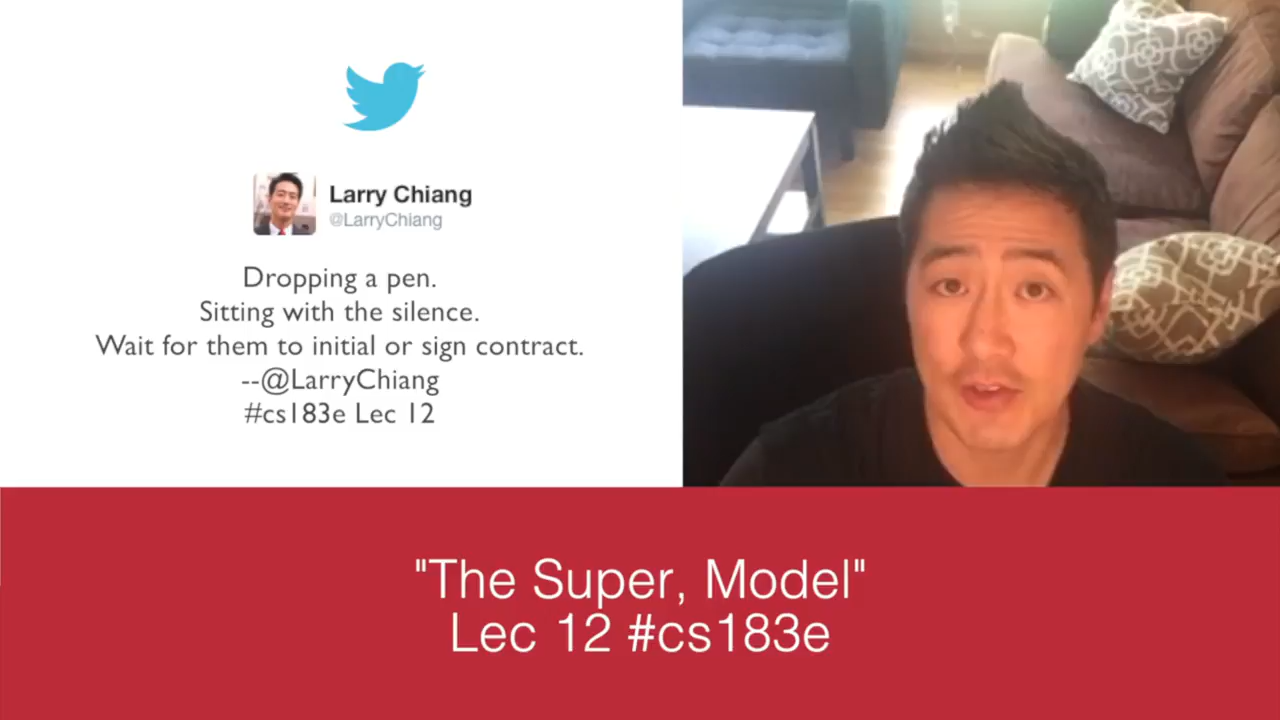 Larry Chiang
@LarryChiang
Dropping a pen.
Sitting with the silence.
Wait for them to initial or sign contract.
--@LarryChiang
#cs183e Lec 12
"The Super, Model"
Lec 12 #cs183e